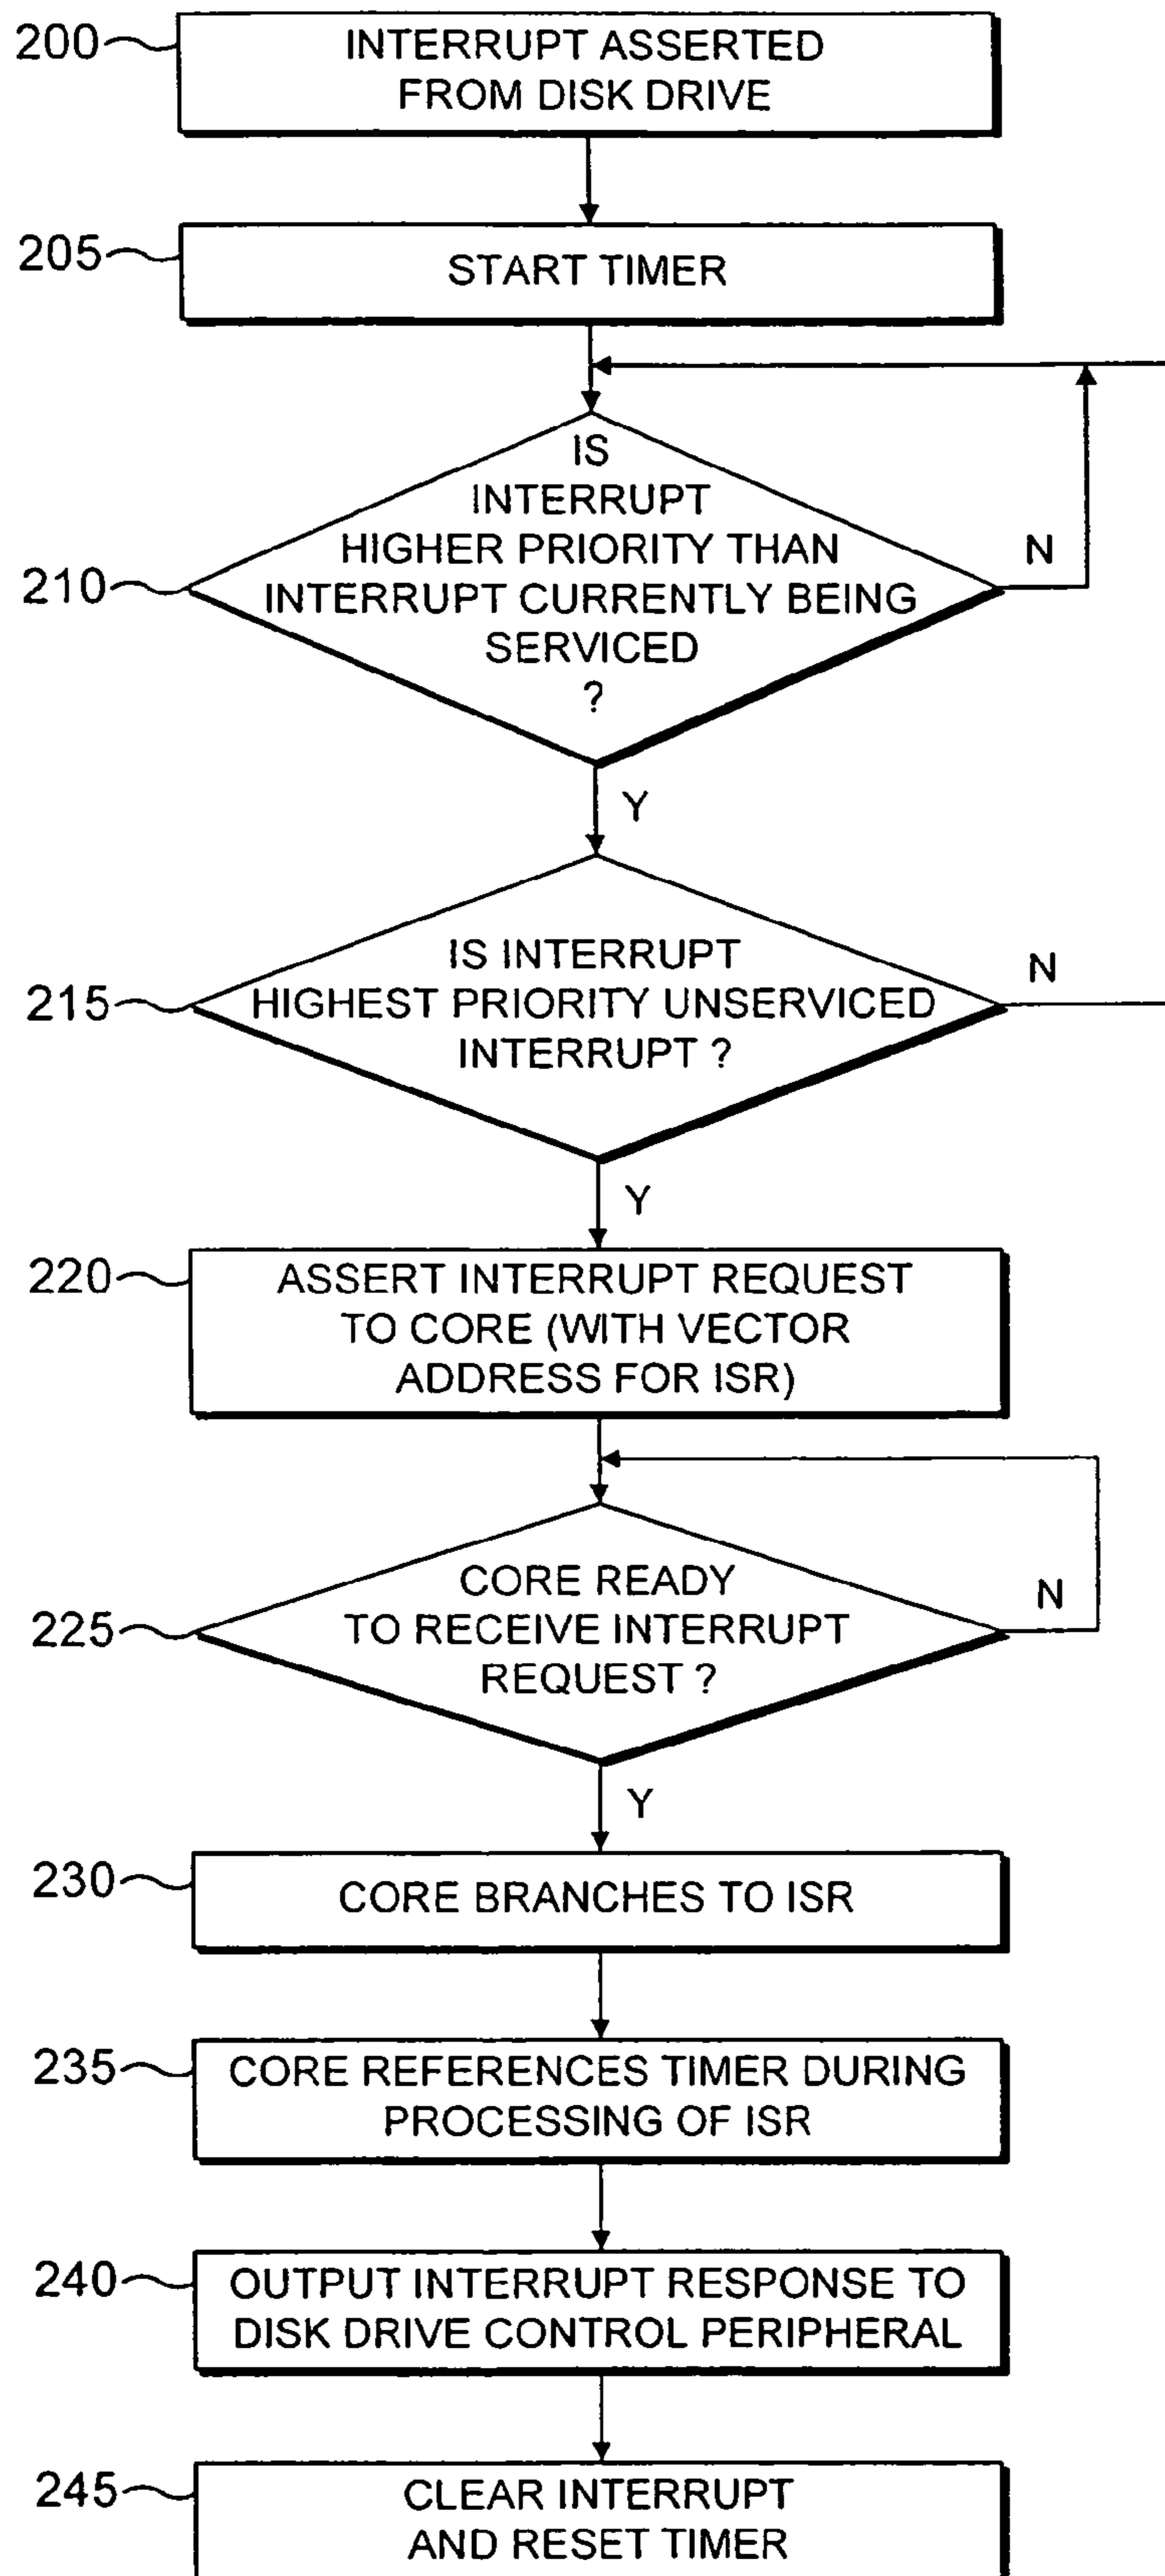 200
INTERRUPT ASSERTED
FROM DISK DRIVE
205
START TIMER
210
IS
INTERRUPT
HIGHER PRIORITY THAN
INTERRUPT CURRENTLY BEING
SERVICED
?
N
Y
215
IS INTERRUPT
HIGHEST PRIORITY UNSERVICED
INTERRUPT ?
N
Y
220
ASSERT INTERRUPT REQUEST
TO CORE (WITH VECTOR
ADDRESS FOR ISR)
225
CORE READY
TO RECEIVE INTERRUPT
REQUEST ?
N
Y
230
CORE BRANCHES TO ISR
235
CORE REFERENCES TIMER DURING
PROCESSING OF ISR
240
OUTPUT INTERRUPT RESPONSE TO
DISK DRIVE CONTROL PERIPHERAL
245
CLEAR INTERRUPT
AND RESET TIMER